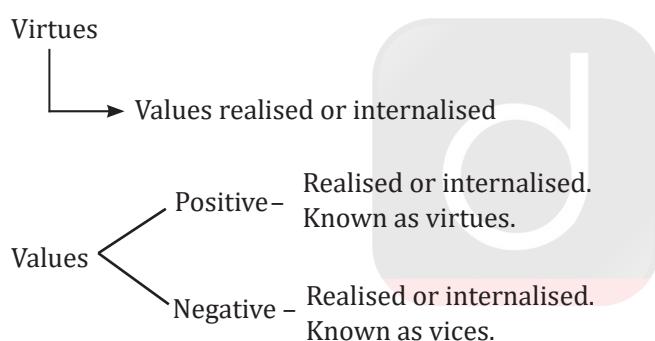 Virtues
Values realised or internalised
Positive – Realised or internalised.
Known as virtues.
Values
Negative – Realised or internalised.
Known as vices.